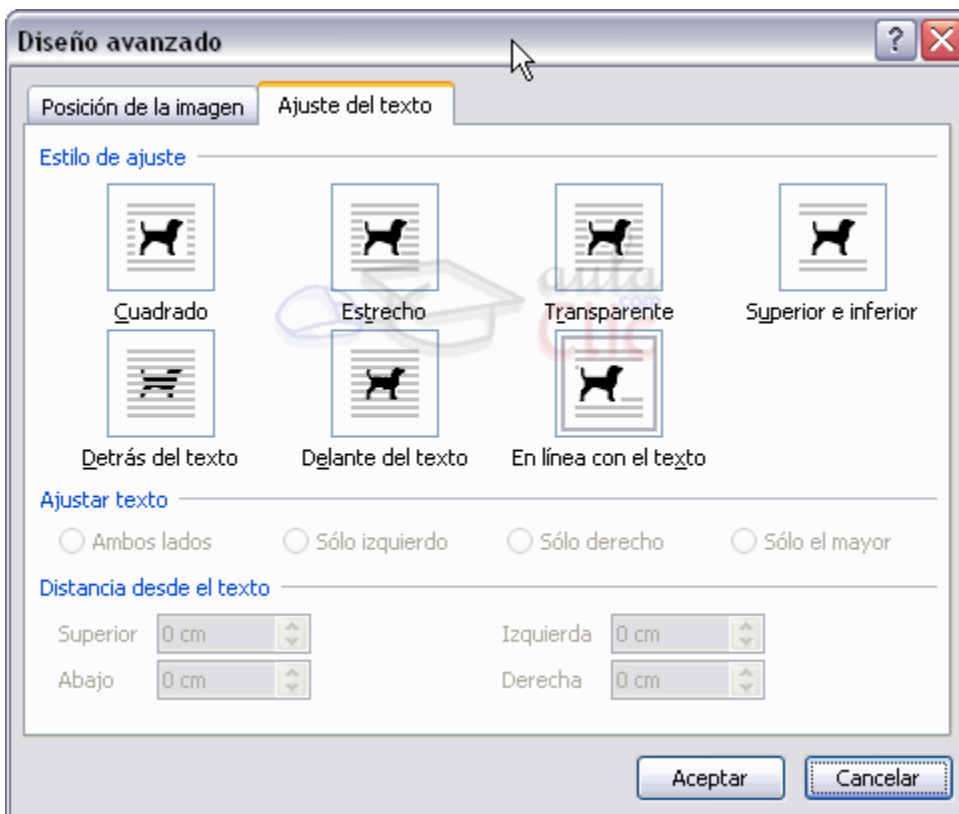 Diseño avanzado
Posición de la imagen Ajuste del texto
Estilo de ajuste
Cuadrado Estrecho Transparente Superior e inferior
Detrás del texto Delante del texto En línea con el texto
Ajustar texto
Ambos lados Sólo izquierdo Sólo derecho Sólo el mayor
Distancia desde el texto
Superior 0 cm Izquierda 0 cm
Abajo 0 cm Derecha 0 cm
Aceptar Cancelar
aula
.com
Clic